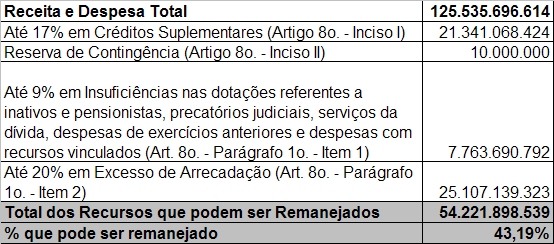 Receita e Despesa Total 125.535.696.614
Até 17% em Créditos Suplementares (Artigo 8o. - Inciso I) 21.341.068.424
Reserva de Contingência (Artigo 8o. - Inciso II) 10.000.000
Até 9% em Insuficiências nas dotações referentes a
inativos e pensionistas, precatórios judiciais, serviços da
dívida, despesas de exercícios anteriores e despesas com
recursos vinculados (Art. 8o. - Parágrafo 1o. - Item 1) 7.763.690.792
Até 20% em Excesso de Arrecadação (Art. 8o. - Parágrafo
1o. - Item 2) 25.107.139.323
Total dos Recursos que podem ser Remanejados 54.221.898.539
% que pode ser remanejado 43,19%